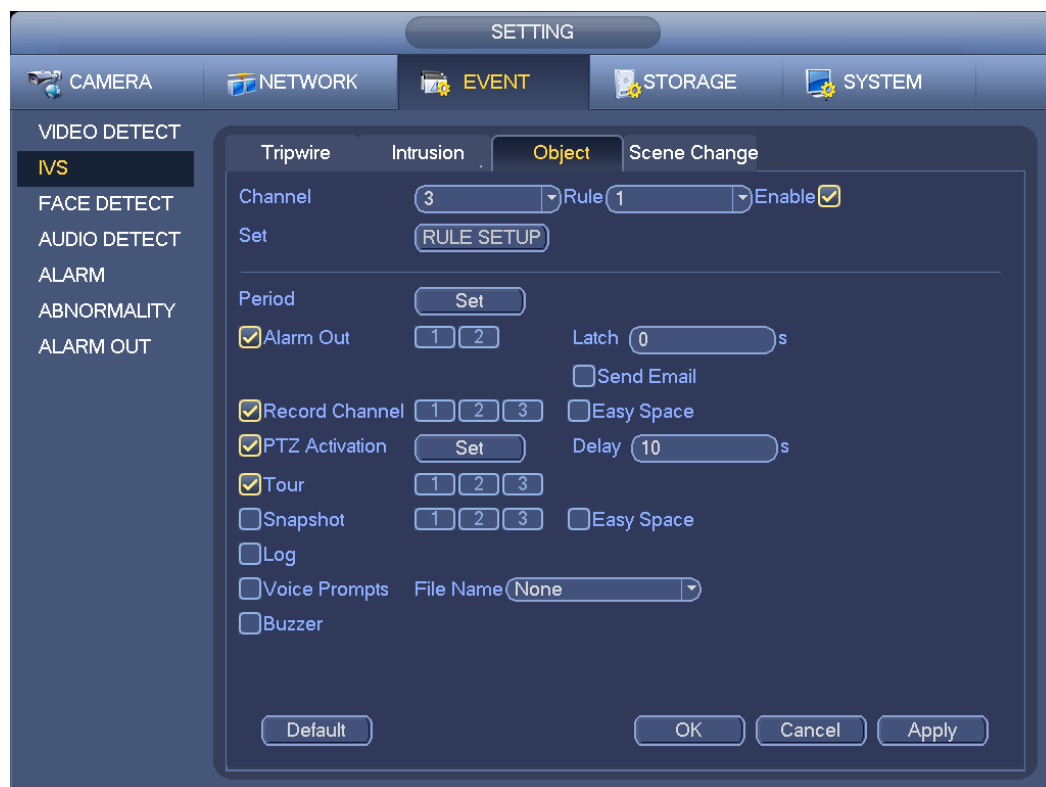 SETTING
CAMERA NETWORK EVENT STORAGE SYSTEM
VIDEO DETECT
IVS
FACE DETECT
AUDIO DETECT
ALARM
ABNORMALITY
ALARM OUT
Tripwire Intrusion Object Scene Change
Channel 3 Rule 1 Enable
Set RULE SETUP
Period Set
Alarm Out 1 2 Latch 0 s
Send Email
Record Channel 1 2 3 Easy Space
PTZ Activation Set Delay 10 s
Tour 1 2 3
Snapshot 1 2 3 Easy Space
Log
Voice Prompts File Name None
Buzzer
Default OK Cancel Apply